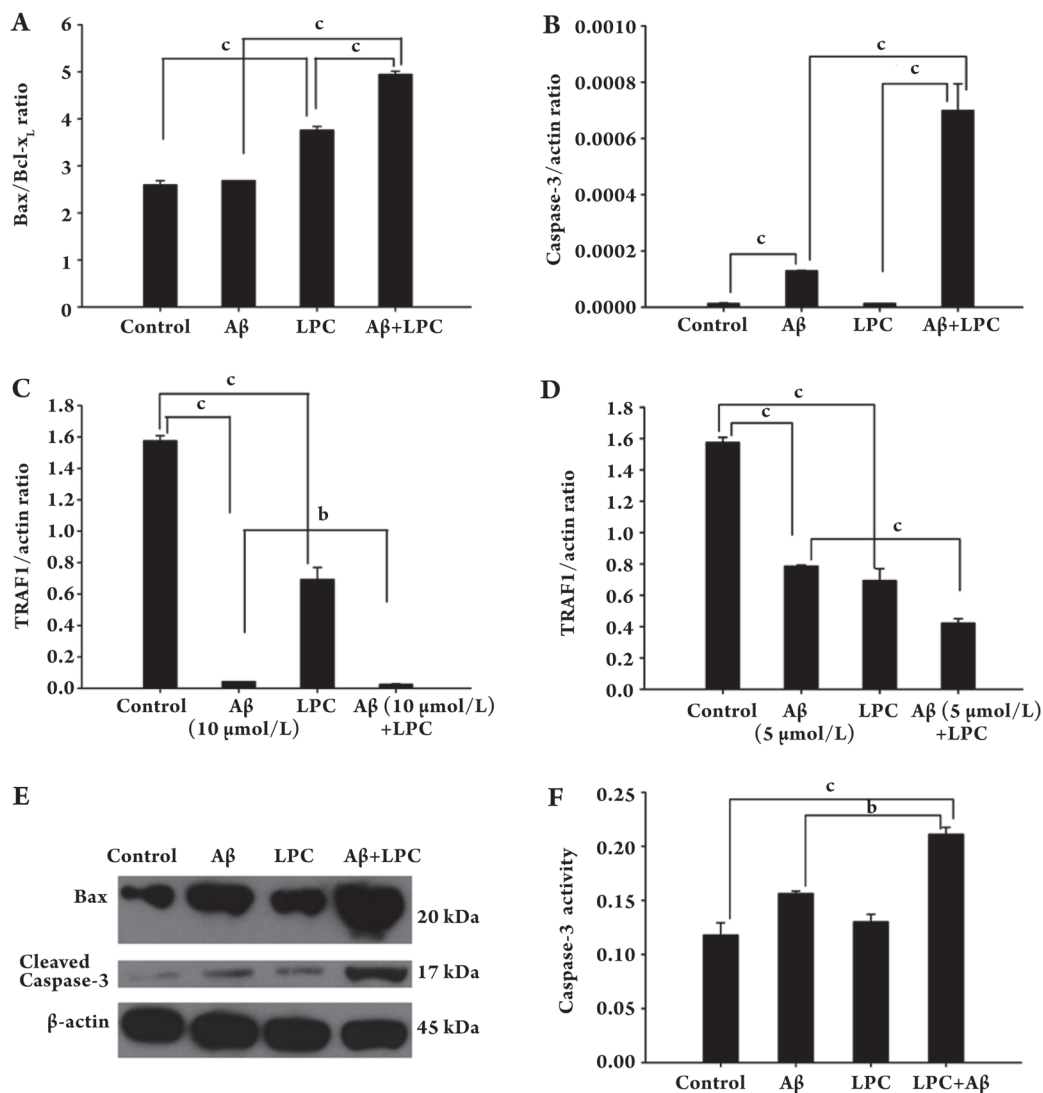 A
Bax/Bcl-x_L ratio
6
5
4
3
2
1
0
c
c
c
Control Aβ LPC Aβ+LPC
B
Caspase-3/actin ratio
0.0010
0.0008
0.0006
0.0004
0.0002
0.0000
c
c
c
Control Aβ LPC Aβ+LPC
C
TRAF1/actin ratio
1.8
1.6
1.4
1.2
1.0
0.8
0.6
0.4
0.2
0.0
c
c
b
Control Aβ LPC Aβ (10 μmol/L)
(10 μmol/L) +LPC
D
TRAF1/actin ratio
1.8
1.6
1.4
1.2
1.0
0.8
0.6
0.4
0.2
0.0
c
c
c
Control Aβ LPC Aβ (5 μmol/L)
(5 μmol/L) +LPC
E
Control Aβ LPC Aβ+LPC
Bax
20 kDa
Cleaved
Caspase-3
17 kDa
β-actin
45 kDa
F
Caspase-3 activity
0.25
0.20
0.15
0.10
0.05
0.00
c
b
Control Aβ LPC LPC+Aβ